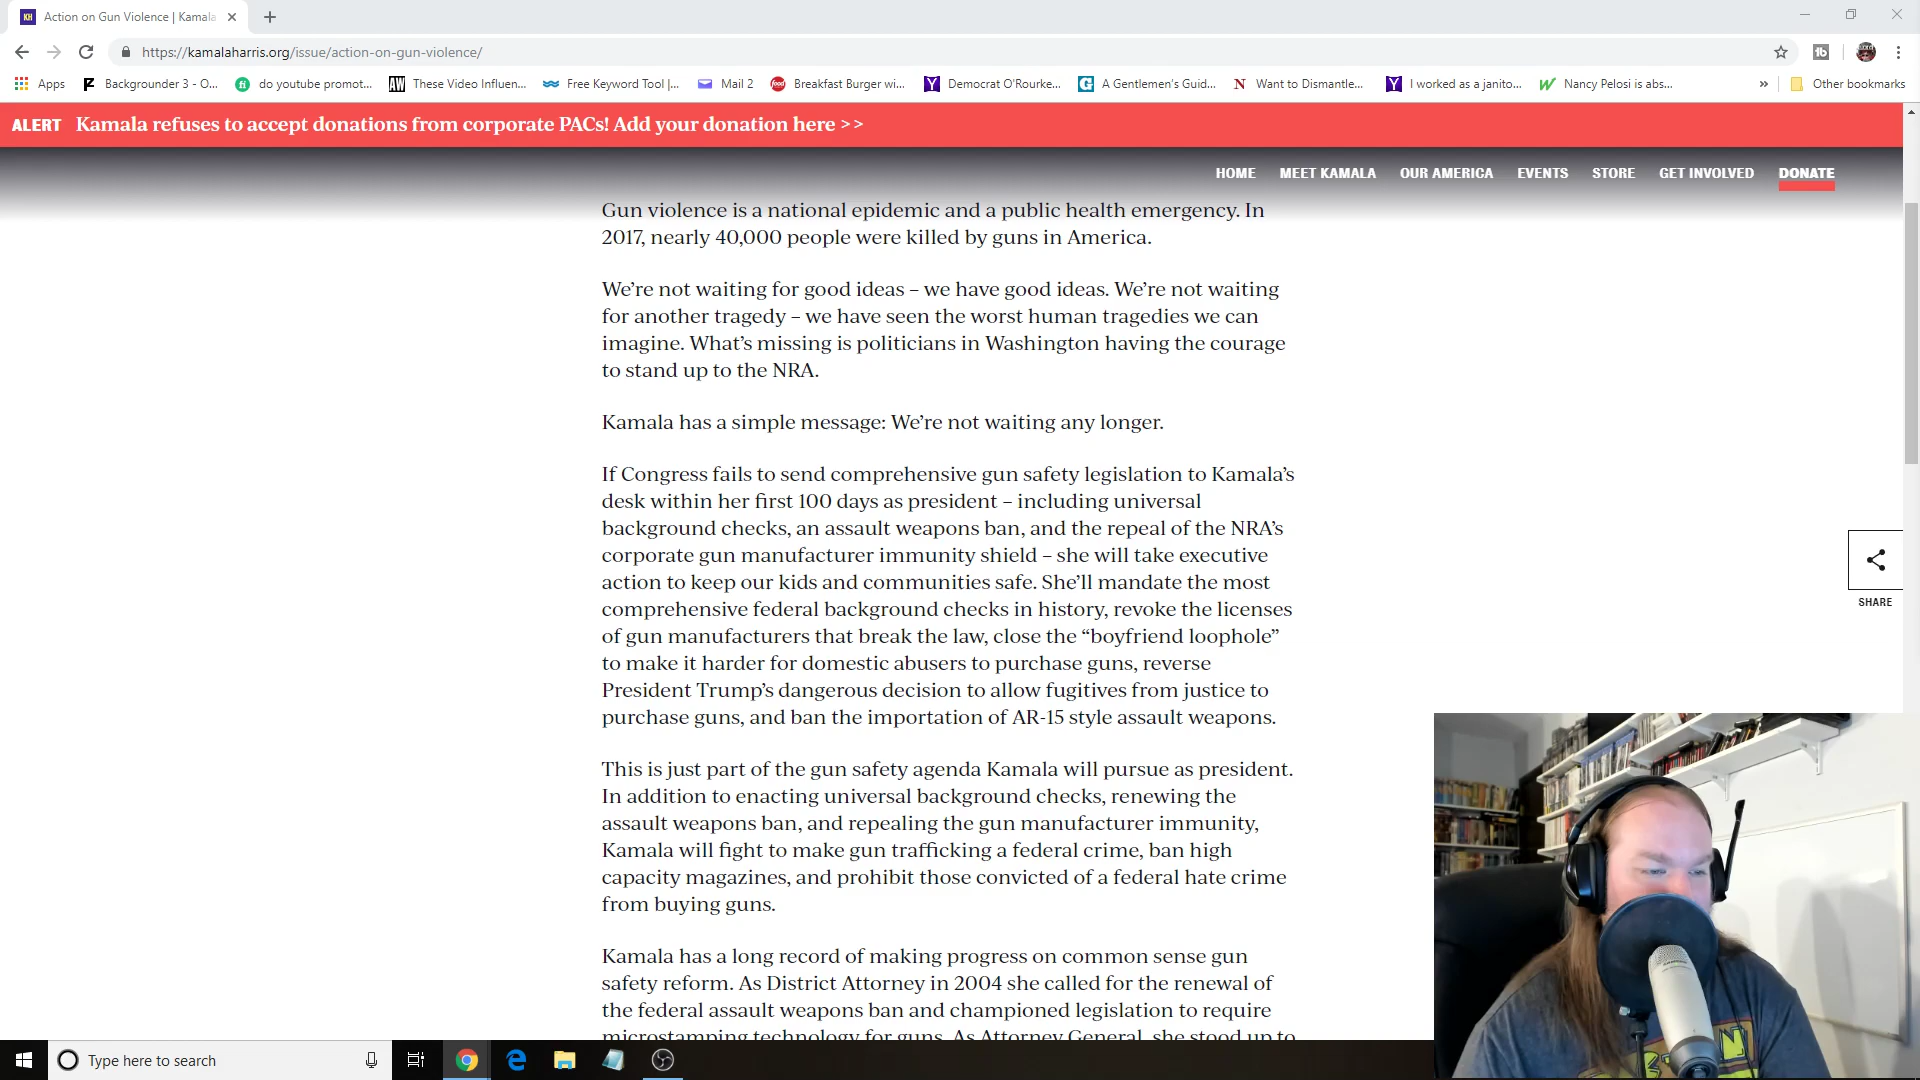 Action on Gun Violence | Kamala
https://kamalaharris.org/issue/action-on-gun-violence/
Apps
Backgrounder 3 - O...
do youtube promot...
These Video Influen...
Free Keyword Tool |...
Mail 2
Breakfast Burger wi...
Democrat O'Rourke...
A Gentlemen's Guid...
Want to Dismantle...
I worked as a janito...
Nancy Pelosi is abs...
»
Other bookmarks
ALERT Kamala refuses to accept donations from corporate PACs! Add your donation here >>
HOME MEET KAMALA OUR AMERICA EVENTS STORE GET INVOLVED DONATE
Gun violence is a national epidemic and a public health emergency. In
2017, nearly 40,000 people were killed by guns in America.
We’re not waiting for good ideas – we have good ideas. We’re not waiting
for another tragedy – we have seen the worst human tragedies we can
imagine. What’s missing is politicians in Washington having the courage
to stand up to the NRA.
Kamala has a simple message: We’re not waiting any longer.
If Congress fails to send comprehensive gun safety legislation to Kamala’s
desk within her first 100 days as president – including universal
background checks, an assault weapons ban, and the repeal of the NRA’s
corporate gun manufacturer immunity shield – she will take executive
action to keep our kids and communities safe. She’ll mandate the most
comprehensive federal background checks in history, revoke the licenses
of gun manufacturers that break the law, close the “boyfriend loophole”
to make it harder for domestic abusers to purchase guns, reverse
President Trump’s dangerous decision to allow fugitives from justice to
purchase guns, and ban the importation of AR-15 style assault weapons.
SHARE
This is just part of the gun safety agenda Kamala will pursue as president.
In addition to enacting universal background checks, renewing the
assault weapons ban, and repealing the gun manufacturer immunity,
Kamala will fight to make gun trafficking a federal crime, ban high
capacity magazines, and prohibit those convicted of a federal hate crime
from buying guns.
Kamala has a long record of making progress on common sense gun
safety reform. As District Attorney in 2004 she called for the renewal of
the federal assault weapons ban and championed legislation to require
microstamping technology for guns. As Attorney General, she stood up to
Type here to search